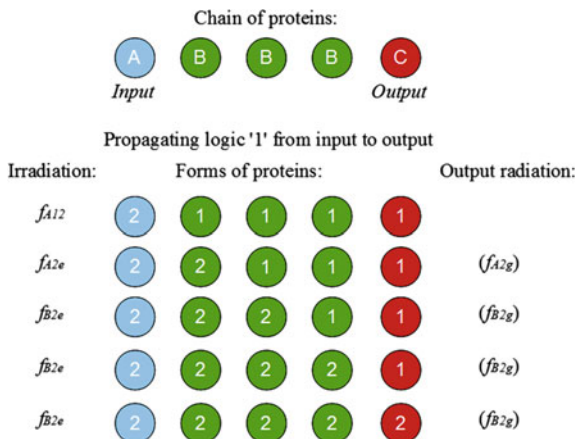 Chain of proteins:
A B B B C
Input Output
Propagating logic '1' from input to output
Irradiation: Forms of proteins: Output radiation:
fA12 2 1 1 1 1
fA2e 2 2 1 1 1 (fA2g)
fB2e 2 2 2 1 1 (fB2g)
fB2e 2 2 2 2 1 (fB2g)
fB2e 2 2 2 2 2 (fB2g)